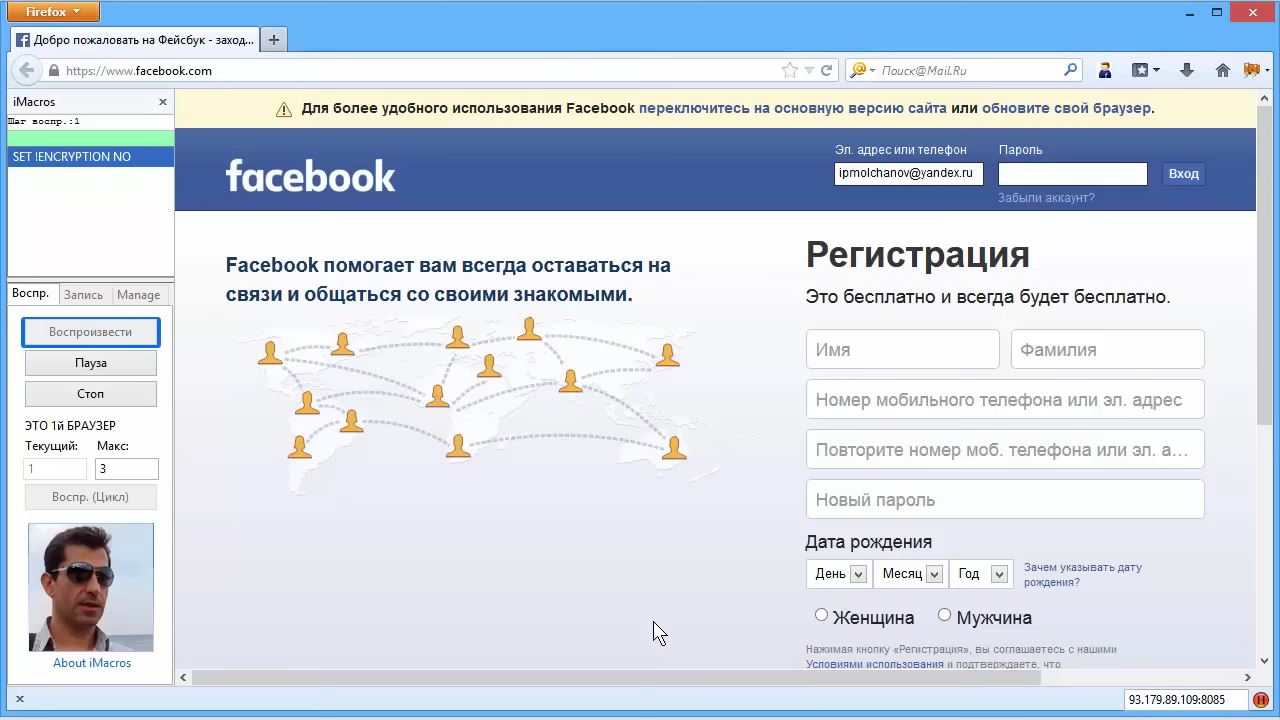 Firefox
Добро пожаловать на Фейсбук - заход...
https://www.facebook.com
Поиск@Mail.Ru
iMacros
Шаг воспр.:1
SET !ENCRYPTION NO
Воспр.
Запись
Manage
Воспроизвести
Пауза
Стоп
ЭТО 1й БРАУЗЕР
Текущий:
Макс:
1
3
Воспр. (Цикл)
About iMacros
Для более удобного использования Facebook переключитесь на основную версию сайта или обновите свой браузер.
facebook
Эл. адрес или телефон
Пароль
ipmolchanov@yandex.ru
Вход
Забыли аккаунт?
Facebook помогает вам всегда оставаться на
связи и общаться со своими знакомыми.
Регистрация
Это бесплатно и всегда будет бесплатно.
Имя
Фамилия
Номер мобильного телефона или эл. адрес
Повторите номер моб. телефона или эл. а...
Новый пароль
Дата рождения
День
Месяц
Год
Зачем указывать дату
рождения?
Женщина
Мужчина
Нажимая кнопку «Регистрация», вы соглашаетесь с нашими
Условиями использования и подтверждаете, что
93.179.89.109:8085